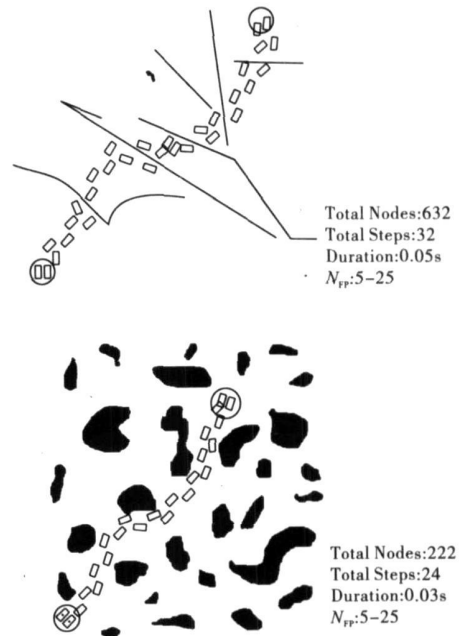 Total Nodes:632
Total Steps:32
Duration:0.05s
N_FP:5-25
Total Nodes:222
Total Steps:24
Duration:0.03s
N_FP:5-25